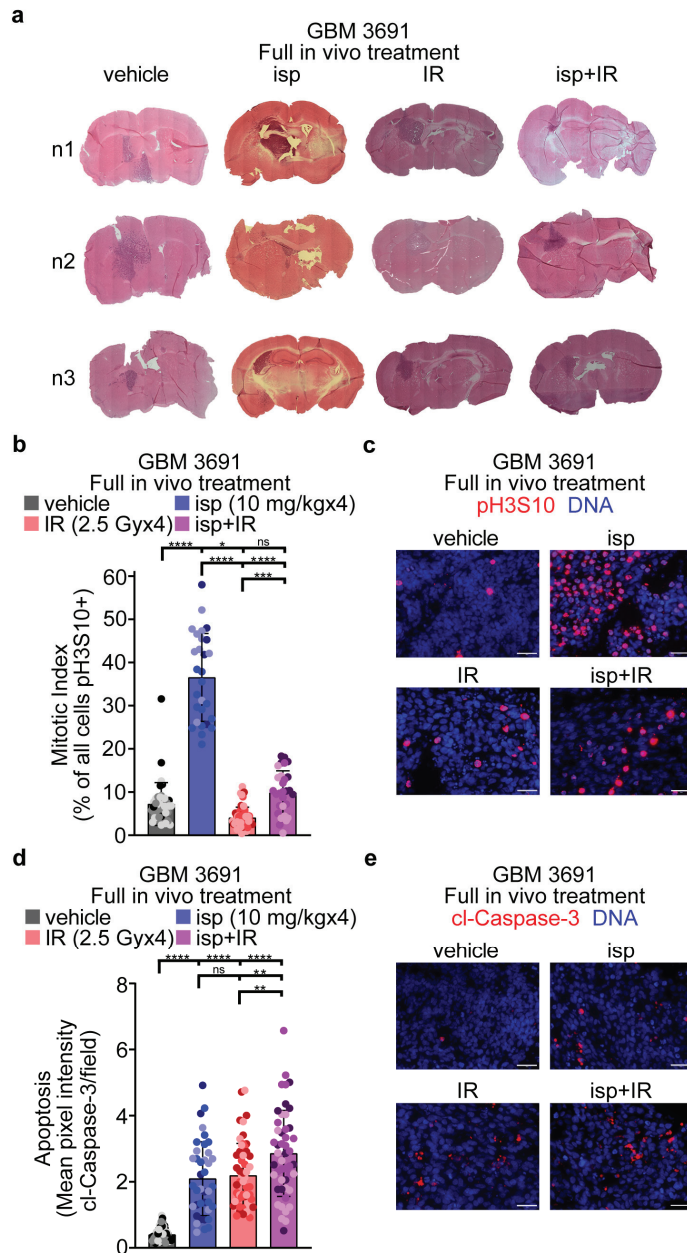 a
GBM 3691
Full in vivo treatment
vehicle isp IR isp+IR
n1
n2
n3
b
GBM 3691
Full in vivo treatment
vehicle isp (10 mg/kgx4)
IR (2.5 Gyx4) isp+IR
**** * ns
**** ****
***
Mitotic Index
(% of all cells pH3S10+)
60
50
40
30
20
10
0
c
GBM 3691
Full in vivo treatment
pH3S10 DNA
vehicle isp
IR isp+IR
d
GBM 3691
Full in vivo treatment
vehicle isp (10 mg/kgx4)
IR (2.5 Gyx4) isp+IR
**** **** ****
ns **
**
Apoptosis
(Mean pixel intensity
cl-Caspase-3/field)
8
6
4
2
0
e
GBM 3691
Full in vivo treatment
cl-Caspase-3 DNA
vehicle isp
IR isp+IR